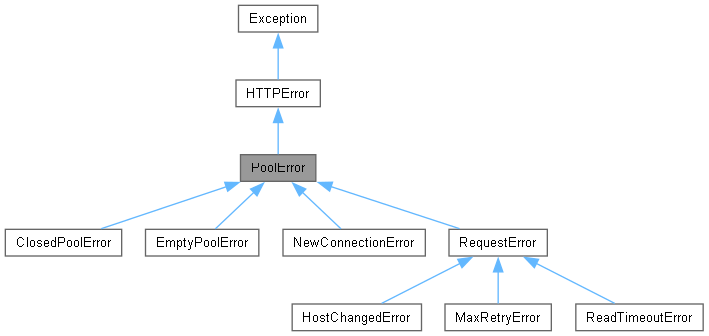 Exception
HTTPError
PoolError
ClosedPoolError
EmptyPoolError
NewConnectionError
RequestError
HostChangedError
MaxRetryError
ReadTimeoutError